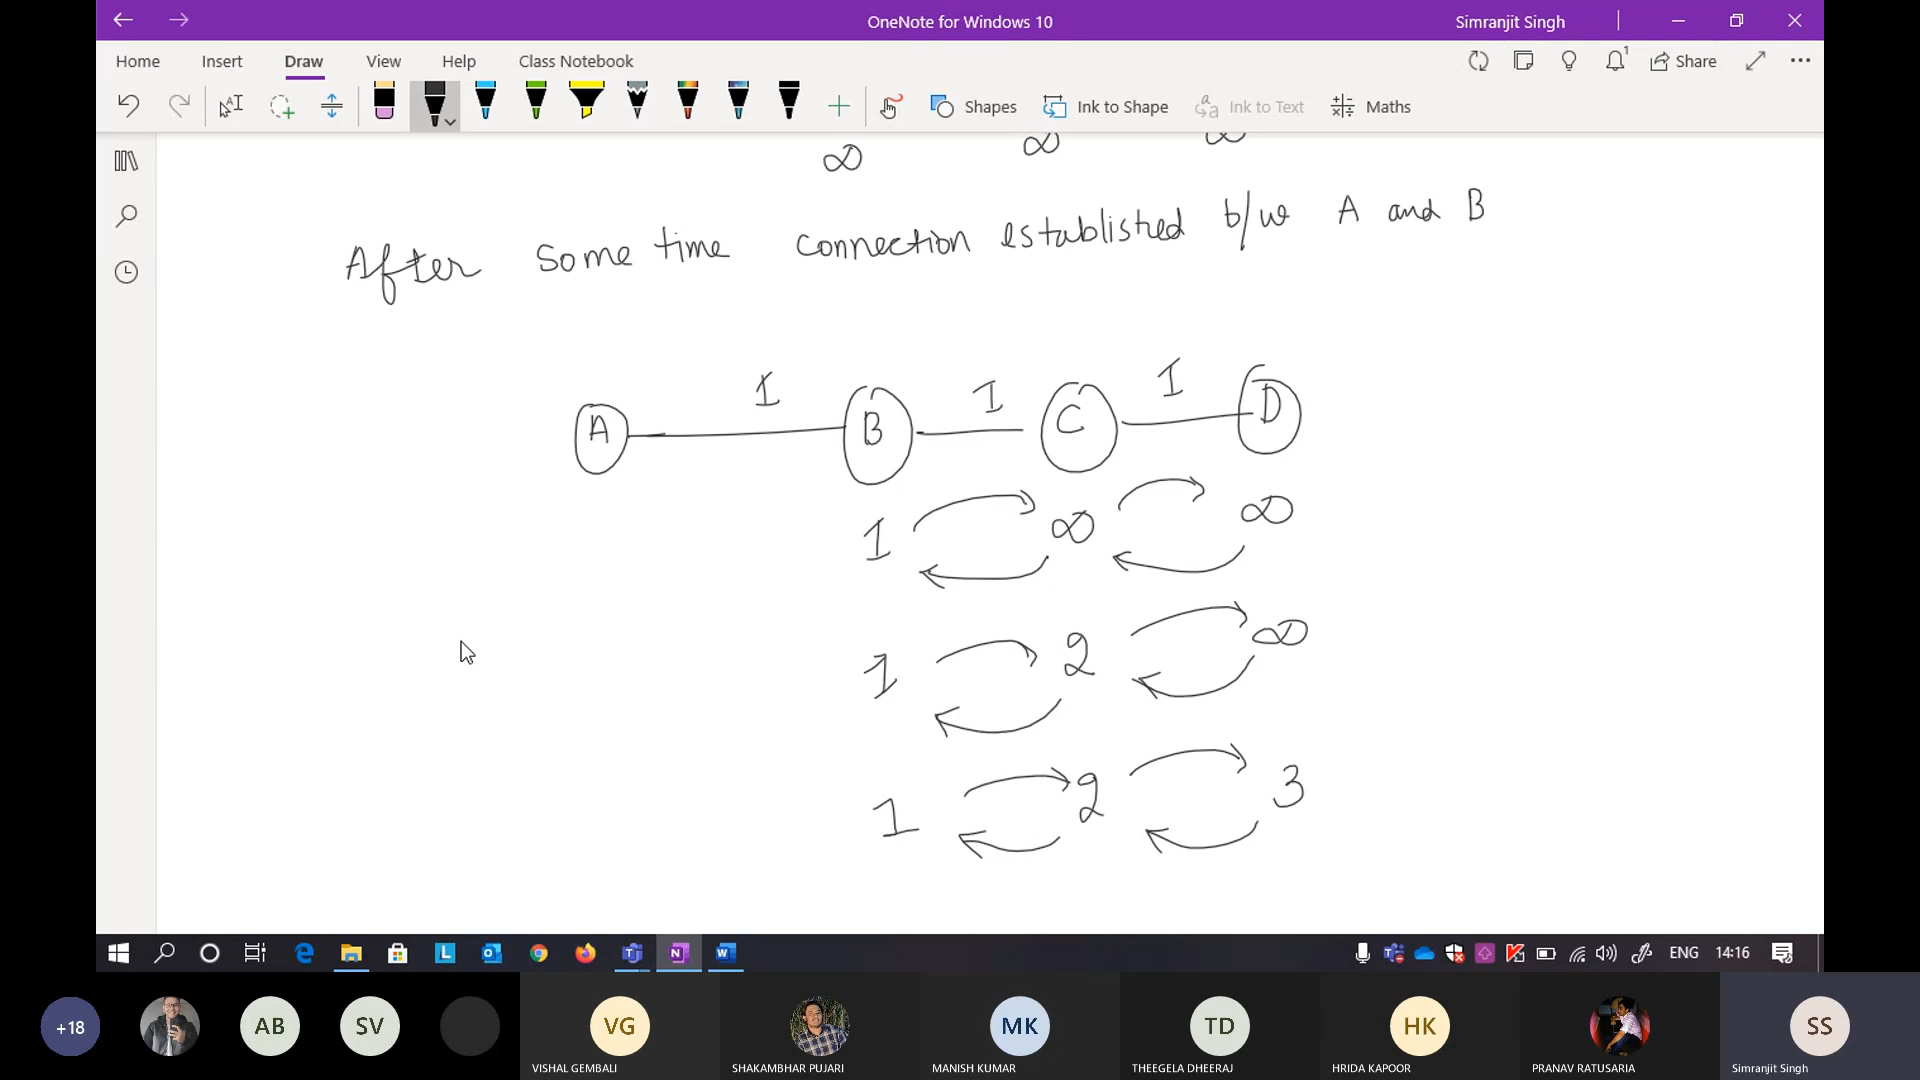 OneNote for Windows 10
Simranjit Singh
Home Insert Draw View Help Class Notebook
1
Share
Shapes
Ink to Shape
Ink to Text
Maths
∞ ∞ ∞
After Some time connection established b/w A and B
1 1 1
A B C D
1 ∞ ∞
1 2 ∞
1 2 3
ENG 14:16
+18 AB SV VG MK TD HK SS
VISHAL GEMBALI SHAKAMBHAR PUJARI MANISH KUMAR THEEGELA DHEERAJ HRIDA KAPOOR PRANAV RATUSARIA Simranjit Singh